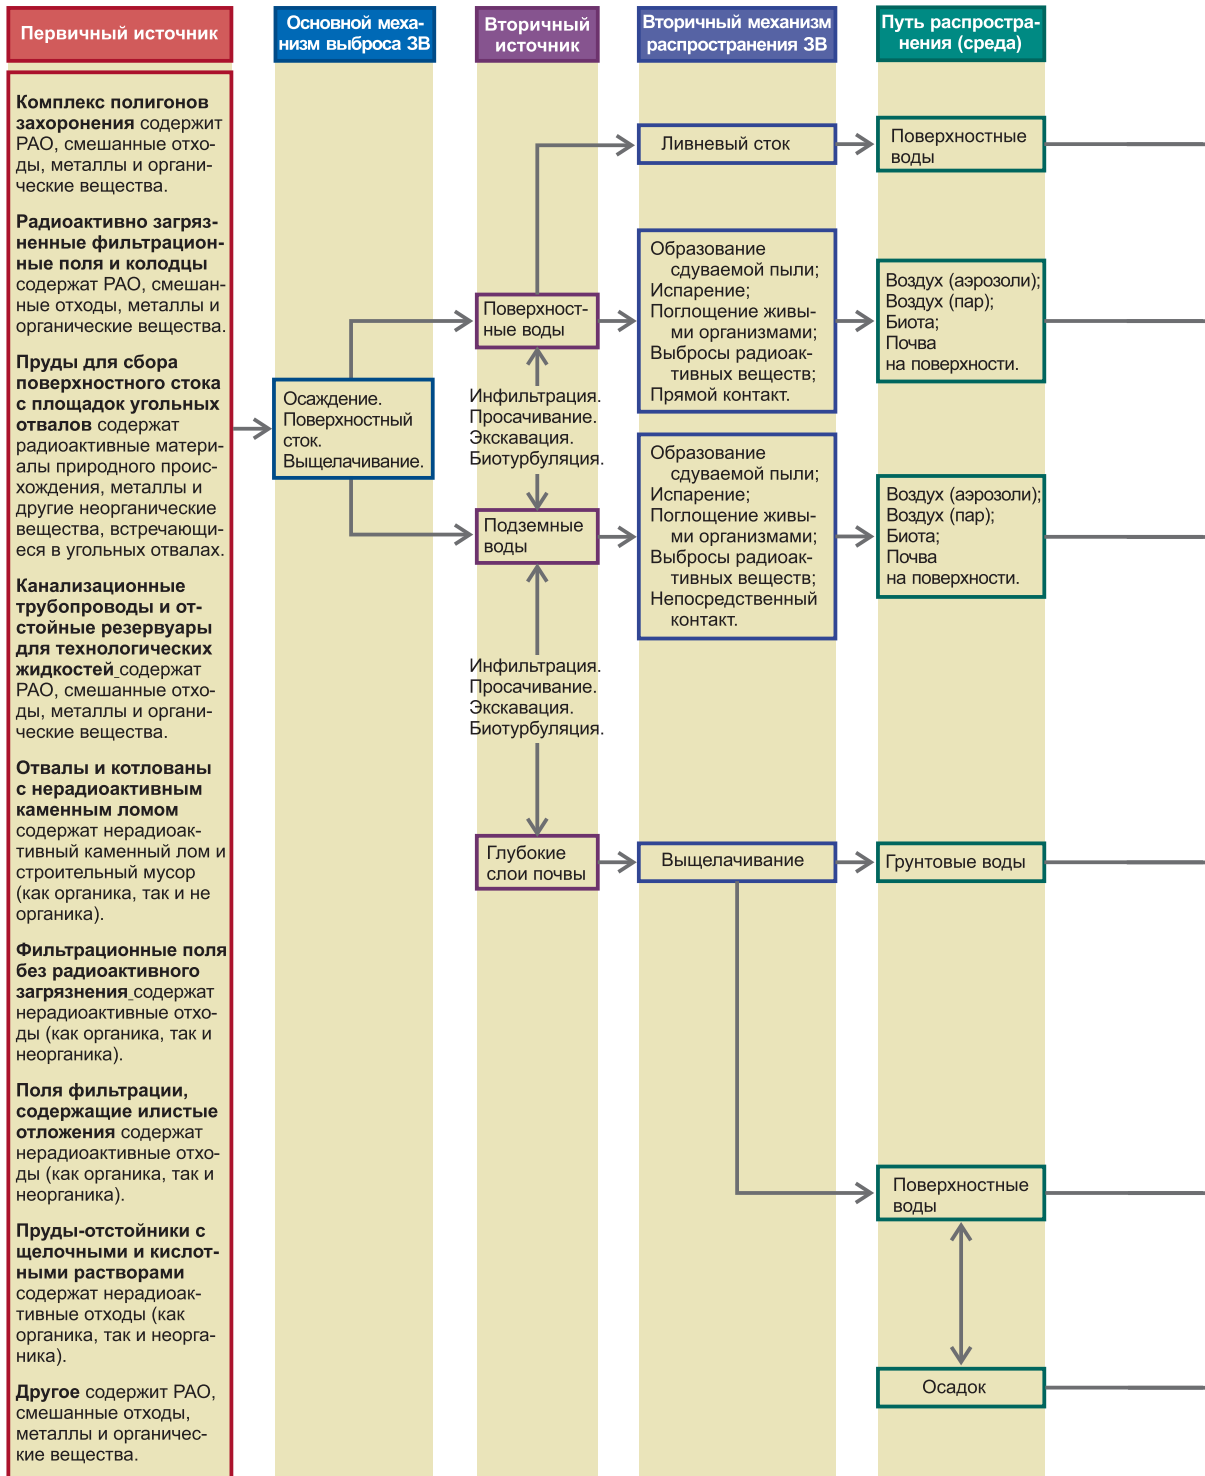 Первичный источник
Основной меха-
низм выброса ЗВ
Вторичный
источник
Вторичный механизм
распространения ЗВ
Путь распростра-
нения (среда)
Комплекс полигонов
захоронения содержит
РАО, смешанные отхо-
ды, металлы и органи-
ческие вещества.
Радиоактивно загряз-
ненные фильтрацион-
ные поля и колодцы
содержат РАО, смешан-
ные отходы, металлы и
органические вещества.
Пруды для сбора
поверхностного стока
с площадок угольных
отвалов содержат
радиоактивные матери-
алы природного проис-
хождения, металлы и
другие неорганические
вещества, встречающи-
еся в угольных отвалах.
Канализационные
трубопроводы и от-
стойные резервуары
для технологических
жидкостей содержат
РАО, смешанные отхо-
ды, металлы и органи-
ческие вещества.
Отвалы и котлованы
с нерадиоактивным
каменным ломом
содержат нерадиоак-
тивный каменный лом и
строительный мусор
(как органика, так и не
органика).
Фильтрационные поля
без радиоактивного
загрязнения содержат
нерадиоактивные отхо-
ды (как органика, так и
неорганика).
Поля фильтрации,
содержащие илистые
отложения содержат
нерадиоактивные отхо-
ды (как органика, так и
неорганика).
Пруды-отстойники с
щелочными и кислот-
ными растворами
содержат нерадиоак-
тивные отходы (как
органика, так и неорга-
ника).
Другое содержит РАО,
смешанные отходы,
металлы и органичес-
кие вещества.
Осаждение.
Поверхностный
сток.
Выщелачивание.
Поверхност-
ные воды
Инфильтрация.
Просачивание.
Экскавация.
Биотурбуляция.
Подземные
воды
Инфильтрация.
Просачивание.
Экскавация.
Биотурбуляция.
Глубокие
слои почвы
Ливневый сток
Образование
сдуваемой пыли;
Испарение;
Поглощение живы-
ми организмами;
Выбросы радиоак-
тивных веществ;
Прямой контакт.
Образование
сдуваемой пыли;
Испарение;
Поглощение живы-
ми организмами;
Выбросы радиоак-
тивных веществ;
Непосредственный
контакт.
Выщелачивание
Поверхностные
воды
Воздух (аэрозоли);
Воздух (пар);
Биота;
Почва
на поверхности.
Воздух (аэрозоли);
Воздух (пар);
Биота;
Почва
на поверхности.
Грунтовые воды
Поверхностные
воды
Осадок